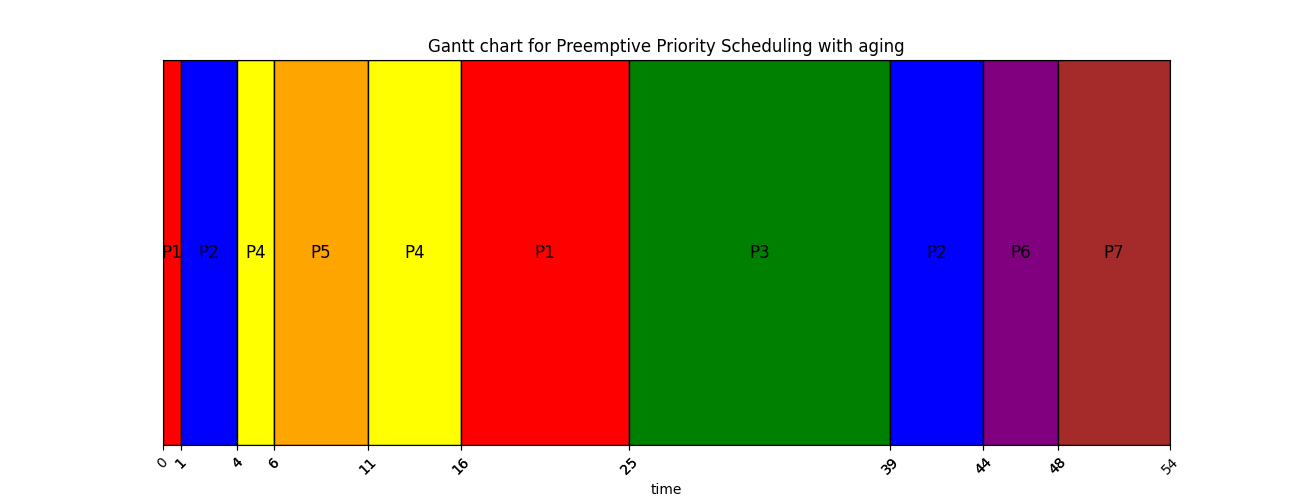 Gantt chart for Preemptive Priority Scheduling with aging
P1 P2 P4 P5 P4 P1 P3 P2 P6 P7
0 1 4 6 11 16 25 39 44 48 54
time